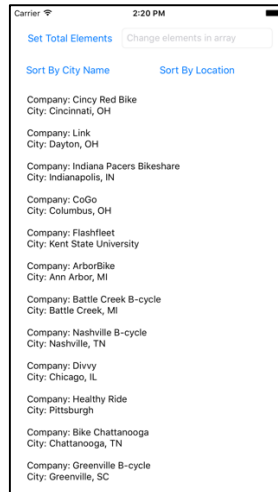 Carrier 2:20 PM
Set Total Elements Change elements in array
Sort By City Name Sort By Location
Company: Cincy Red Bike
City: Cincinnati, OH
Company: Link
City: Dayton, OH
Company: Indiana Pacers Bikeshare
City: Indianapolis, IN
Company: CoGo
City: Columbus, OH
Company: Flashfleet
City: Kent State University
Company: ArborBike
City: Ann Arbor, MI
Company: Battle Creek B-cycle
City: Battle Creek, MI
Company: Nashville B-cycle
City: Nashville, TN
Company: Divvy
City: Chicago, IL
Company: Healthy Ride
City: Pittsburgh
Company: Bike Chattanooga
City: Chattanooga, TN
Company: Greenville B-cycle
City: Greenville, SC